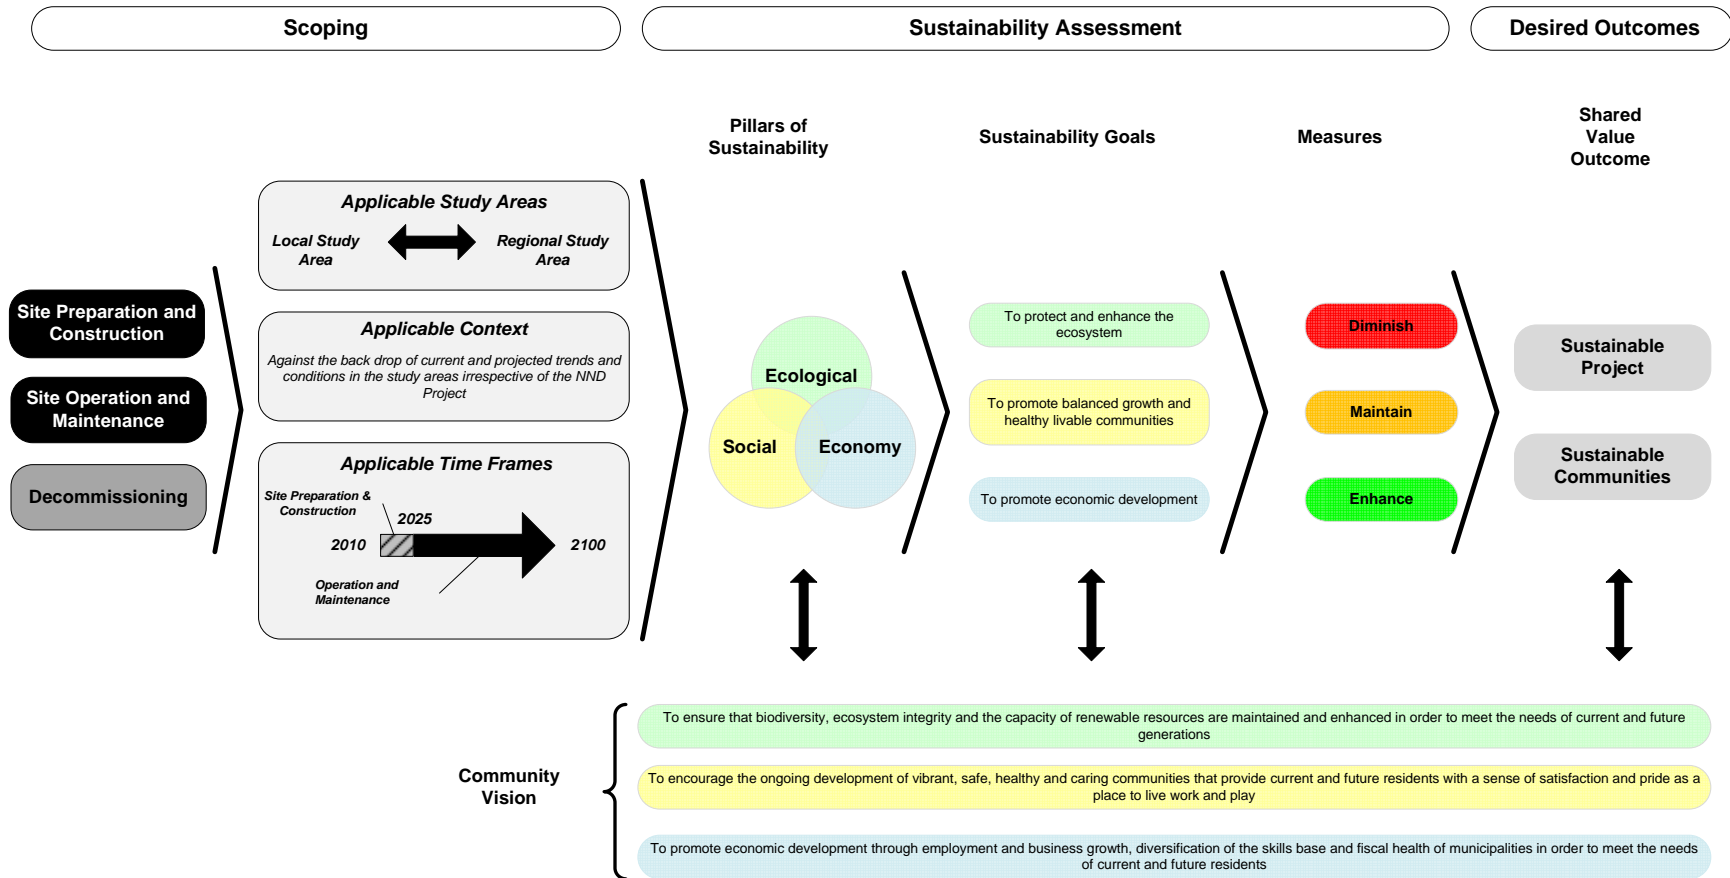 Scoping
Sustainability Assessment
Desired Outcomes
Pillars of
Sustainability
Sustainability Goals
Measures
Shared
Value
Outcome
Site Preparation and
Construction
Site Operation and
Maintenance
Decommissioning
Applicable Study Areas
Local Study
Area
Regional Study
Area
Applicable Context
Against the back drop of current and projected trends and
conditions in the study areas irrespective of the NND
Project
Applicable Time Frames
Site Preparation &
Construction
2025
2010
2100
Operation and
Maintenance
Ecological
Social
Economy
To protect and enhance the
ecosystem
To promote balanced growth and
healthy livable communities
To promote economic development
Diminish
Maintain
Enhance
Sustainable
Project
Sustainable
Communities
Community
Vision
To ensure that biodiversity, ecosystem integrity and the capacity of renewable resources are maintained and enhanced in order to meet the needs of current and future
generations
To encourage the ongoing development of vibrant, safe, healthy and caring communities that provide current and future residents with a sense of satisfaction and pride as a
place to live work and play
To promote economic development through employment and business growth, diversification of the skills base and fiscal health of municipalities in order to meet the needs
of current and future residents